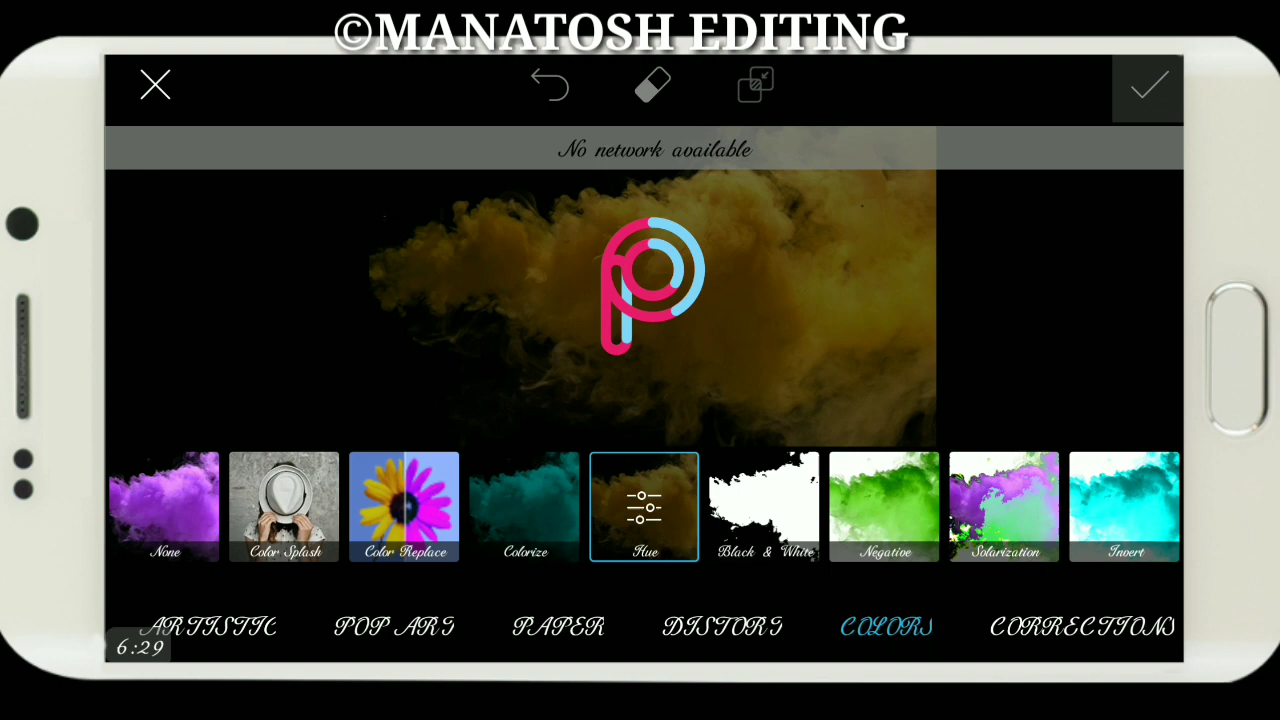 ©MANATOSH EDITING
No network available
None
Color Splash
Color Replace
Colorize
Hue
Black & White
Negative
Solarization
Invert
ARTISTIC
POP ART
PAPER
DISTORT
COLORS
CORRECTIONS
6:29